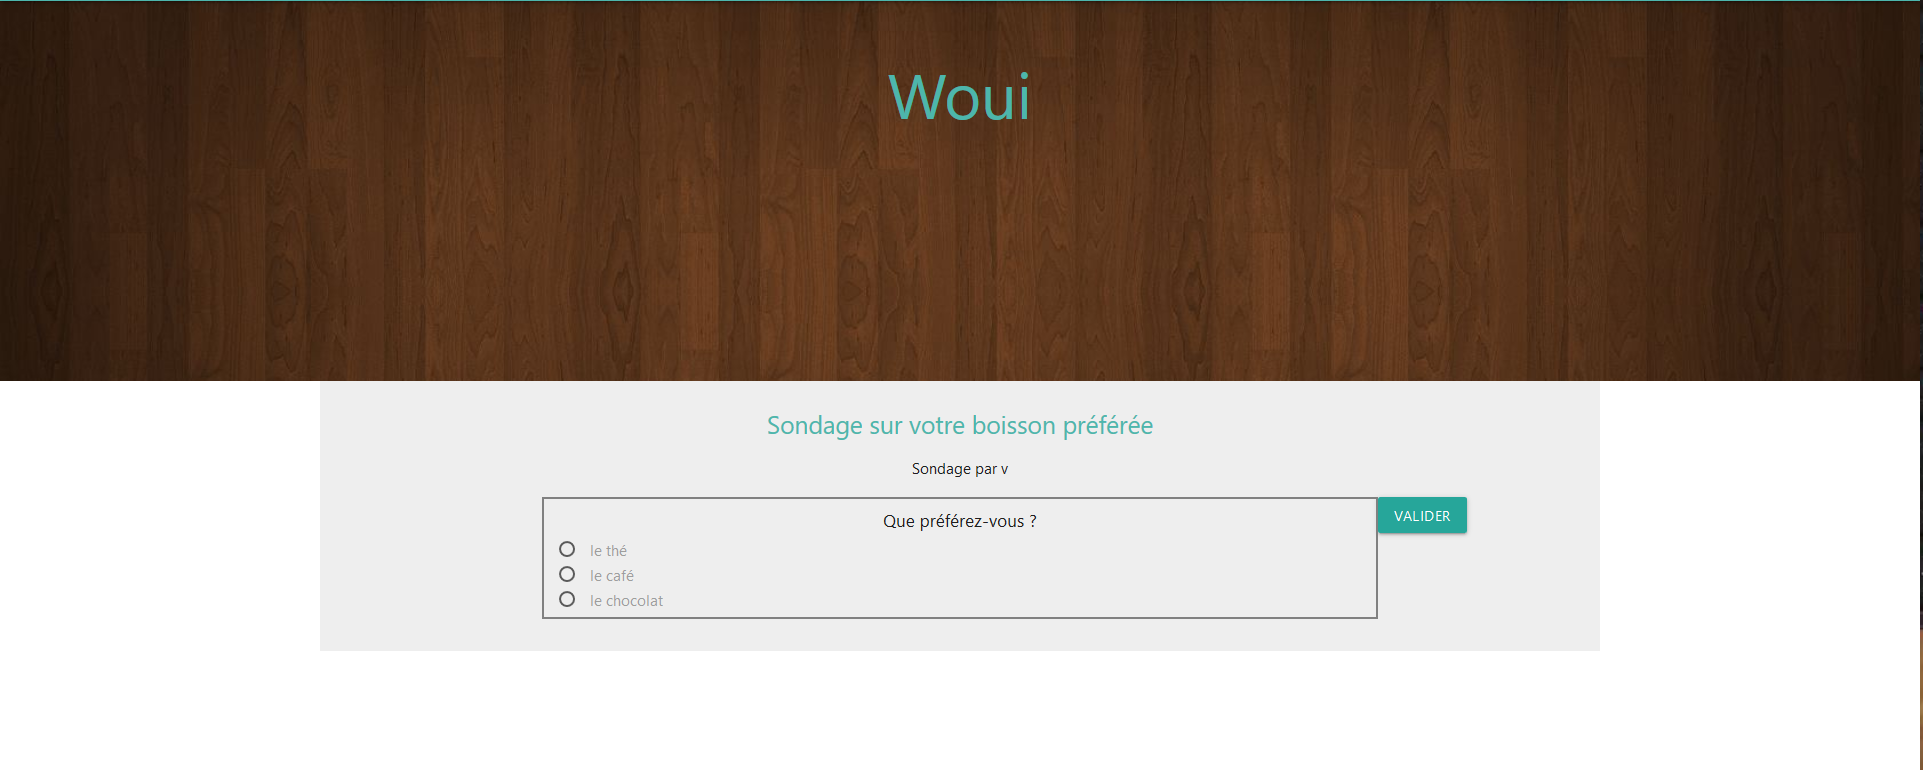 Woui
Sondage sur votre boisson préférée
Sondage par v
Que préférez-vous ?
VALIDER
le thé
le café
le chocolat